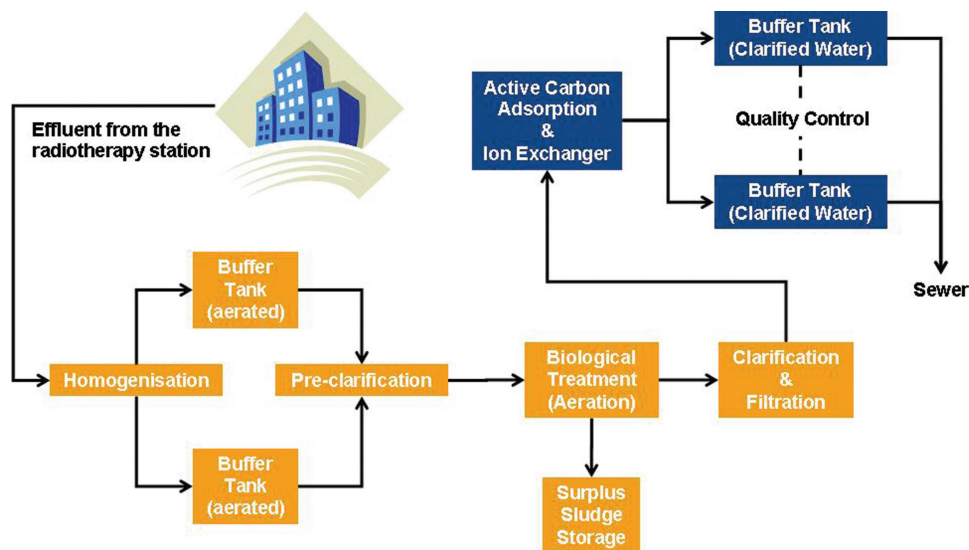 Effluent from the
radiotherapy station
Homogenisation
Buffer
Tank
(aerated)
Buffer
Tank
(aerated)
Pre-clarification
Biological
Treatment
(Aeration)
Surplus
Sludge
Storage
Clarification
&
Filtration
Active Carbon
Adsorption
&
Ion Exchanger
Buffer Tank
(Clarified Water)
Quality Control
Buffer Tank
(Clarified Water)
Sewer